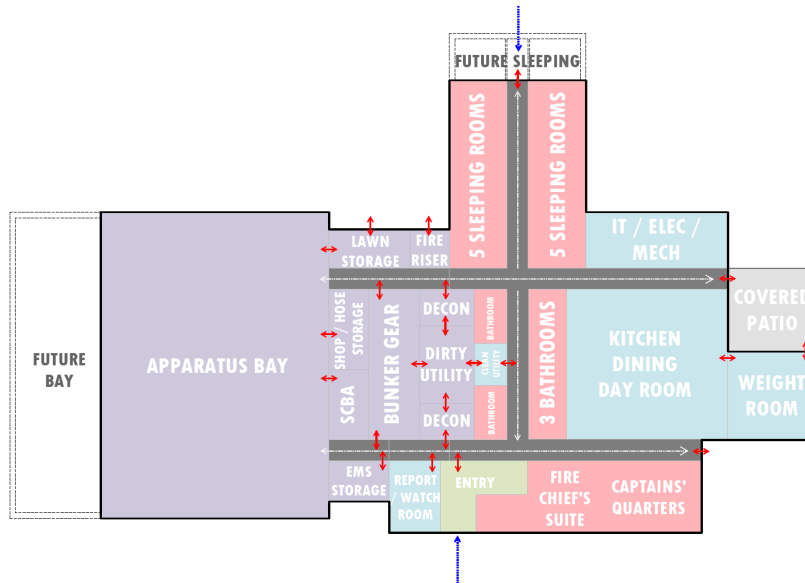 FUTURE SLEEPING
5 SLEEPING ROOMS
5 SLEEPING ROOMS
LAWN
STORAGE
FIRE
RISER
IT / ELEC /
MECH
COVERED
PATIO
FUTURE
BAY
APPARATUS BAY
SHOP / HOSE
STORAGE
SCBA
BUNKER GEAR
DECON
DIRTY
UTILITY
DECON
BATHROOM
CLEAN
UTILITY
BATHROOM
3 BATHROOMS
KITCHEN
DINING
DAY ROOM
WEIGHT
ROOM
EMS
STORAGE
REPORT
/ WATCH
ROOM
ENTRY
FIRE
CHIEF'S
SUITE
CAPTAINS'
QUARTERS